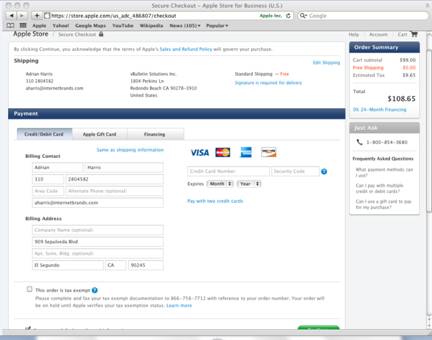 Secure Checkout – Apple Store for Business (U.S.)
https://store.apple.com/us_adc_486807/checkout
Apple Inc.
Google
Apple Yahoo! Google Maps YouTube Wikipedia News (305) Popular
Apple Store Secure Checkout
Help Account Cart
By clicking Continue, you acknowledge that the terms of Apple's Sales and Refund Policy will govern your purchase.
Shipping
Edit Shipping
Adrian Harris
310 2804582
aharris@internetbrands.com
vBulletin Solutions Inc.
1804 Perkins Ln
Redondo Beach CA 90278-3910
United States
Standard Shipping – Free
Signature is required for delivery
Payment
Credit/Debit Card Apple Gift Card Financing
Same as shipping information
Billing Contact
Adrian Harris
310 2804582
Area Code Alternate Phone (optional)
aharris@internetbrands.com
VISA
Credit Card Number Security Code
Expires Month Year
Pay with two credit cards
Billing Address
Company Name (optional)
909 Sepulveda Blvd
Apt, Suite, Bldg. (optional)
El Segundo CA 90245
This order is tax exempt
Please complete and fax your tax exemption documentation to 866-756-7712 with reference to your order number. Your order will
be on hold until Apple verifies your tax exemption status. Learn more
Order Summary
Cart subtotal $99.00
Free Shipping $0.00
Estimated Tax $9.65
Total
$108.65
0% 24-Month Financing
Just Ask
1-800-854-3680
Frequently Asked Questions
What payment methods can
I use?
Can I pay with multiple
credit or debit cards?
Can I use a gift card to pay
for my purchase?